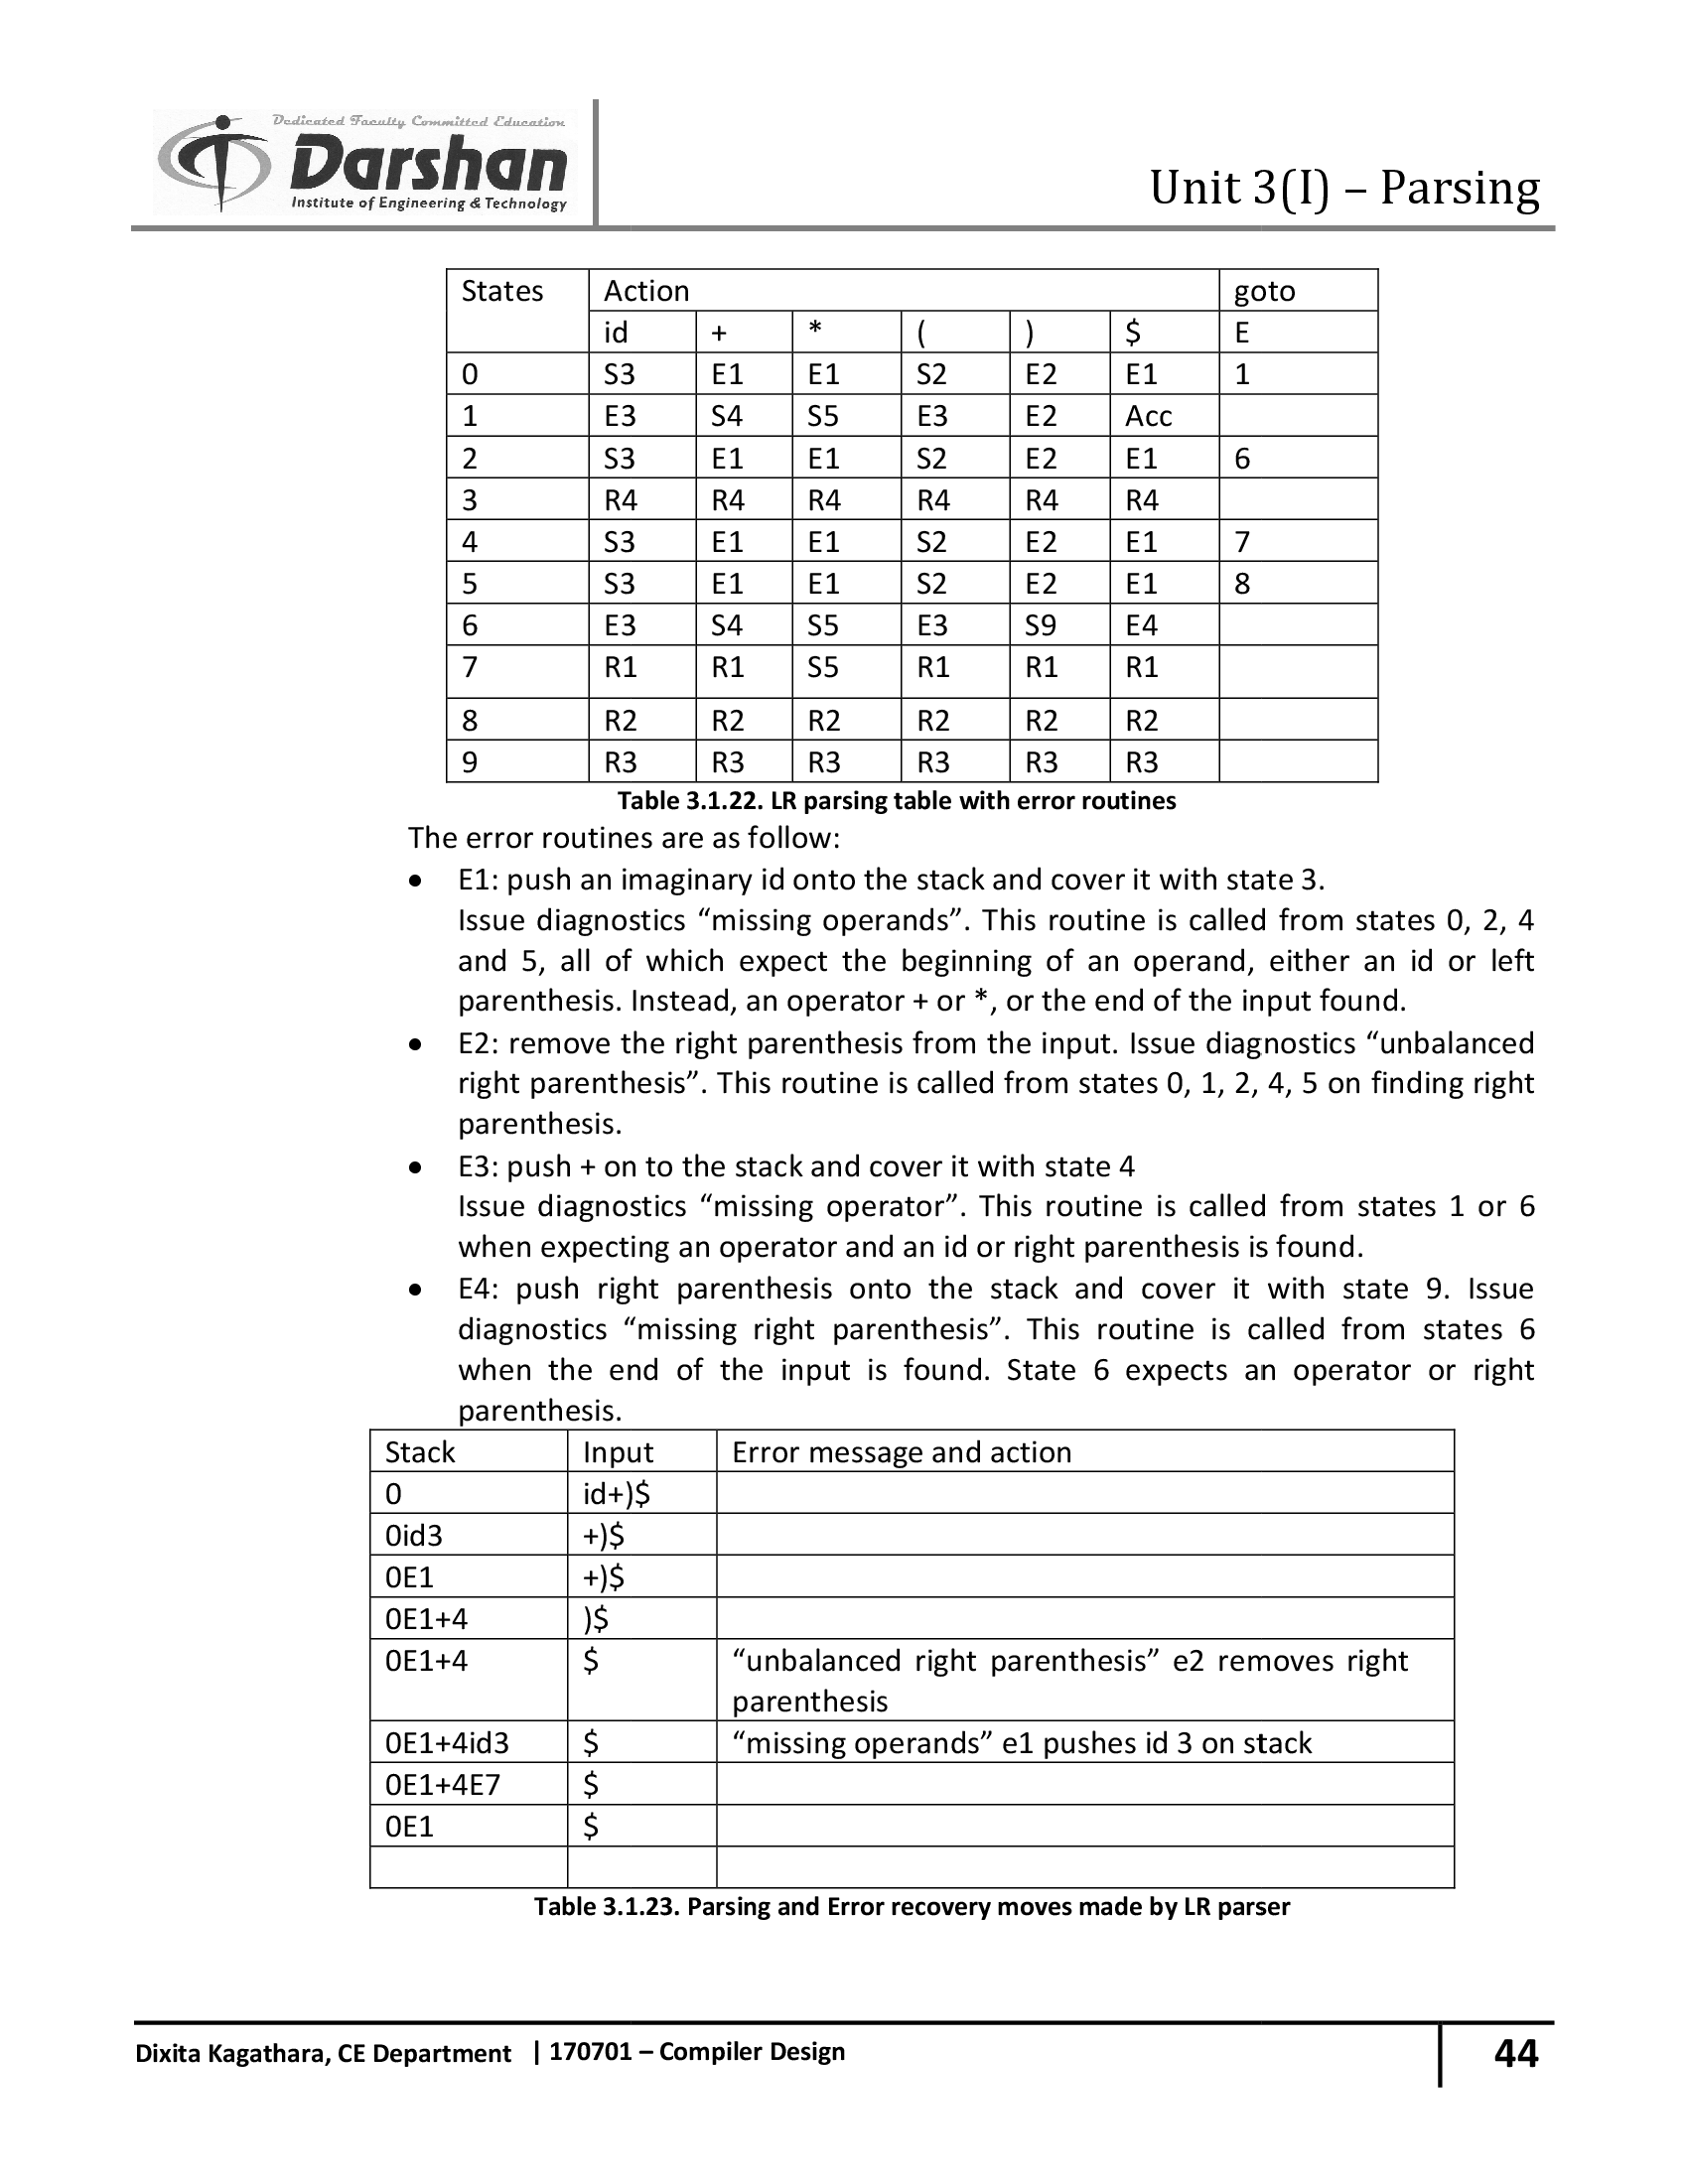 Dedicated Faculty Committed Education
Darshan
Institute of Engineering & Technology
Unit 3(I) – Parsing
States Action goto
id + * ( ) $ E
0 S3 E1 E1 S2 E2 E1 1
1 E3 S4 S5 E3 E2 Acc
2 S3 E1 E1 S2 E2 E1 6
3 R4 R4 R4 R4 R4 R4
4 S3 E1 E1 S2 E2 E1 7
5 S3 E1 E1 S2 E2 E1 8
6 E3 S4 S5 E3 S9 E4
7 R1 R1 S5 R1 R1 R1
8 R2 R2 R2 R2 R2 R2
9 R3 R3 R3 R3 R3 R3
Table 3.1.22. LR parsing table with error routines
The error routines are as follow:
• E1: push an imaginary id onto the stack and cover it with state 3.
Issue diagnostics “missing operands”. This routine is called from states 0, 2, 4
and 5, all of which expect the beginning of an operand, either an id or left
parenthesis. Instead, an operator + or *, or the end of the input found.
• E2: remove the right parenthesis from the input. Issue diagnostics “unbalanced
right parenthesis”. This routine is called from states 0, 1, 2, 4, 5 on finding right
parenthesis.
• E3: push + on to the stack and cover it with state 4
Issue diagnostics “missing operator”. This routine is called from states 1 or 6
when expecting an operator and an id or right parenthesis is found.
• E4: push right parenthesis onto the stack and cover it with state 9. Issue
diagnostics “missing right parenthesis”. This routine is called from states 6
when the end of the input is found. State 6 expects an operator or right
parenthesis.
Stack Input Error message and action
0 id+)$
0id3 +)$
0E1 +)$
0E1+4 )$
0E1+4 $ “unbalanced right parenthesis” e2 removes right
parenthesis
0E1+4id3 $ “missing operands” e1 pushes id 3 on stack
0E1+4E7 $
0E1 $
Table 3.1.23. Parsing and Error recovery moves made by LR parser
Dixita Kagathara, CE Department | 170701 – Compiler Design 44